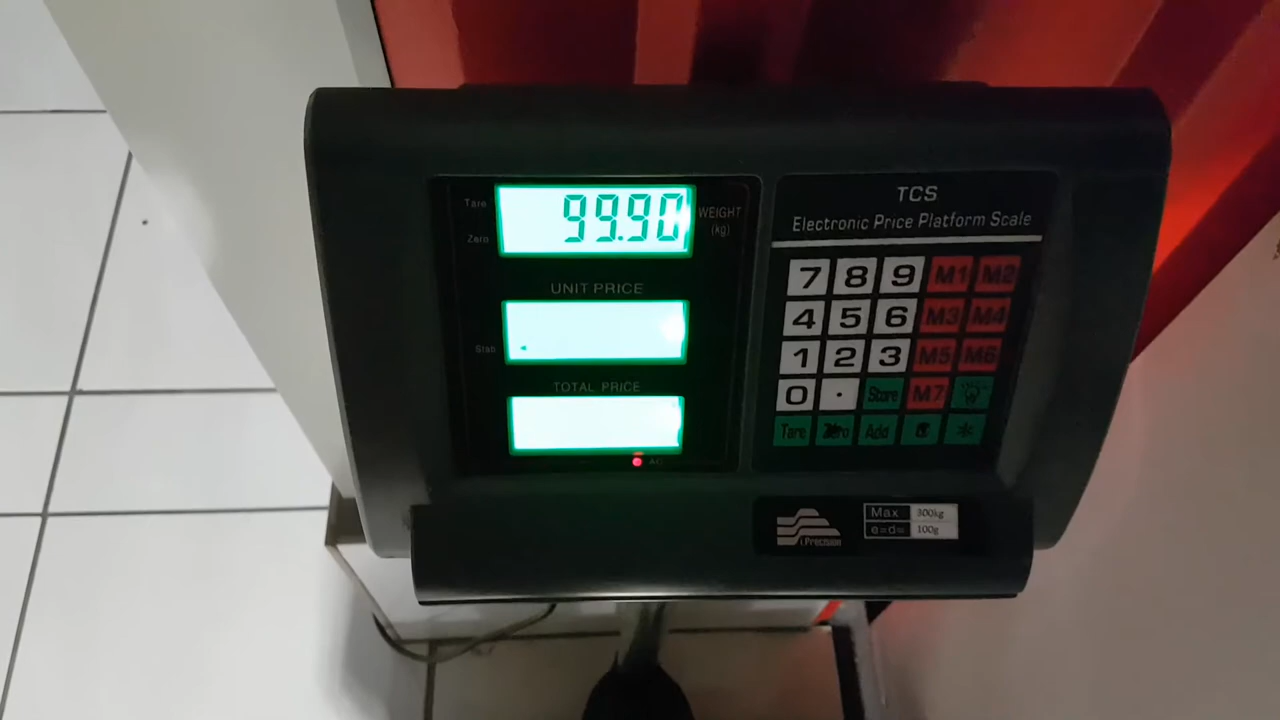 Tare
99.90
WEIGHT
(kg)
Zero
UNIT PRICE
Stab
TOTAL PRICE
AC
TCS
Electronic Price Platform Scale
7 8 9 M1 M2
4 5 6 M3 M4
1 2 3 M5 M6
0 . Store M7
Tare Zero Add C *
i.Precision
Max 300kg
e=d= 100g